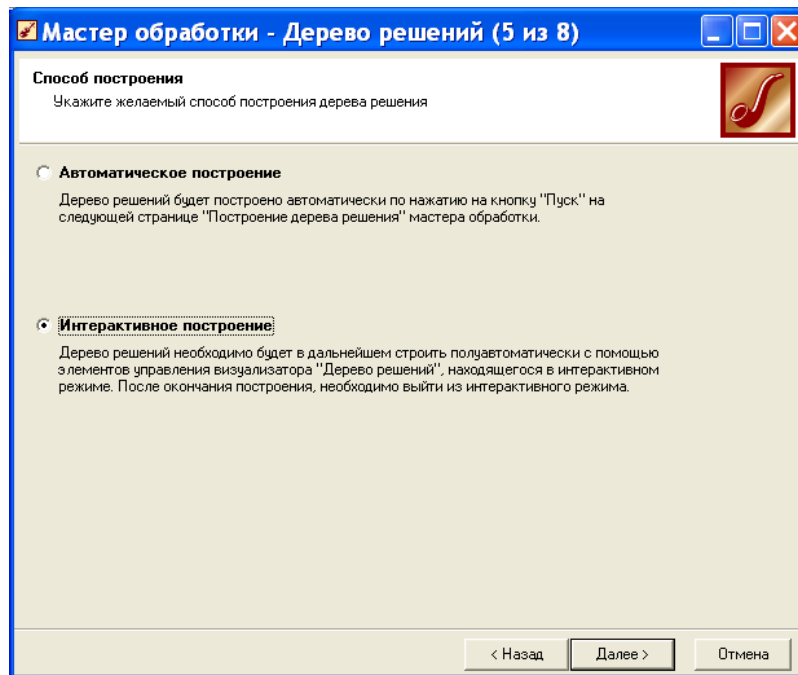 Мастер обработки - Дерево решений (5 из 8)
Способ построения
Укажите желаемый способ построения дерева решения
Автоматическое построение
Дерево решений будет построено автоматически по нажатию на кнопку "Пуск" на
следующей странице "Построение дерева решения" мастера обработки.
Интерактивное построение
Дерево решений необходимо будет в дальнейшем строить полуавтоматически с помощью
элементов управления визуализатора "Дерево решений", находящегося в интерактивном
режиме. После окончания построения, необходимо выйти из интерактивного режима.
< Назад Далее > Отмена